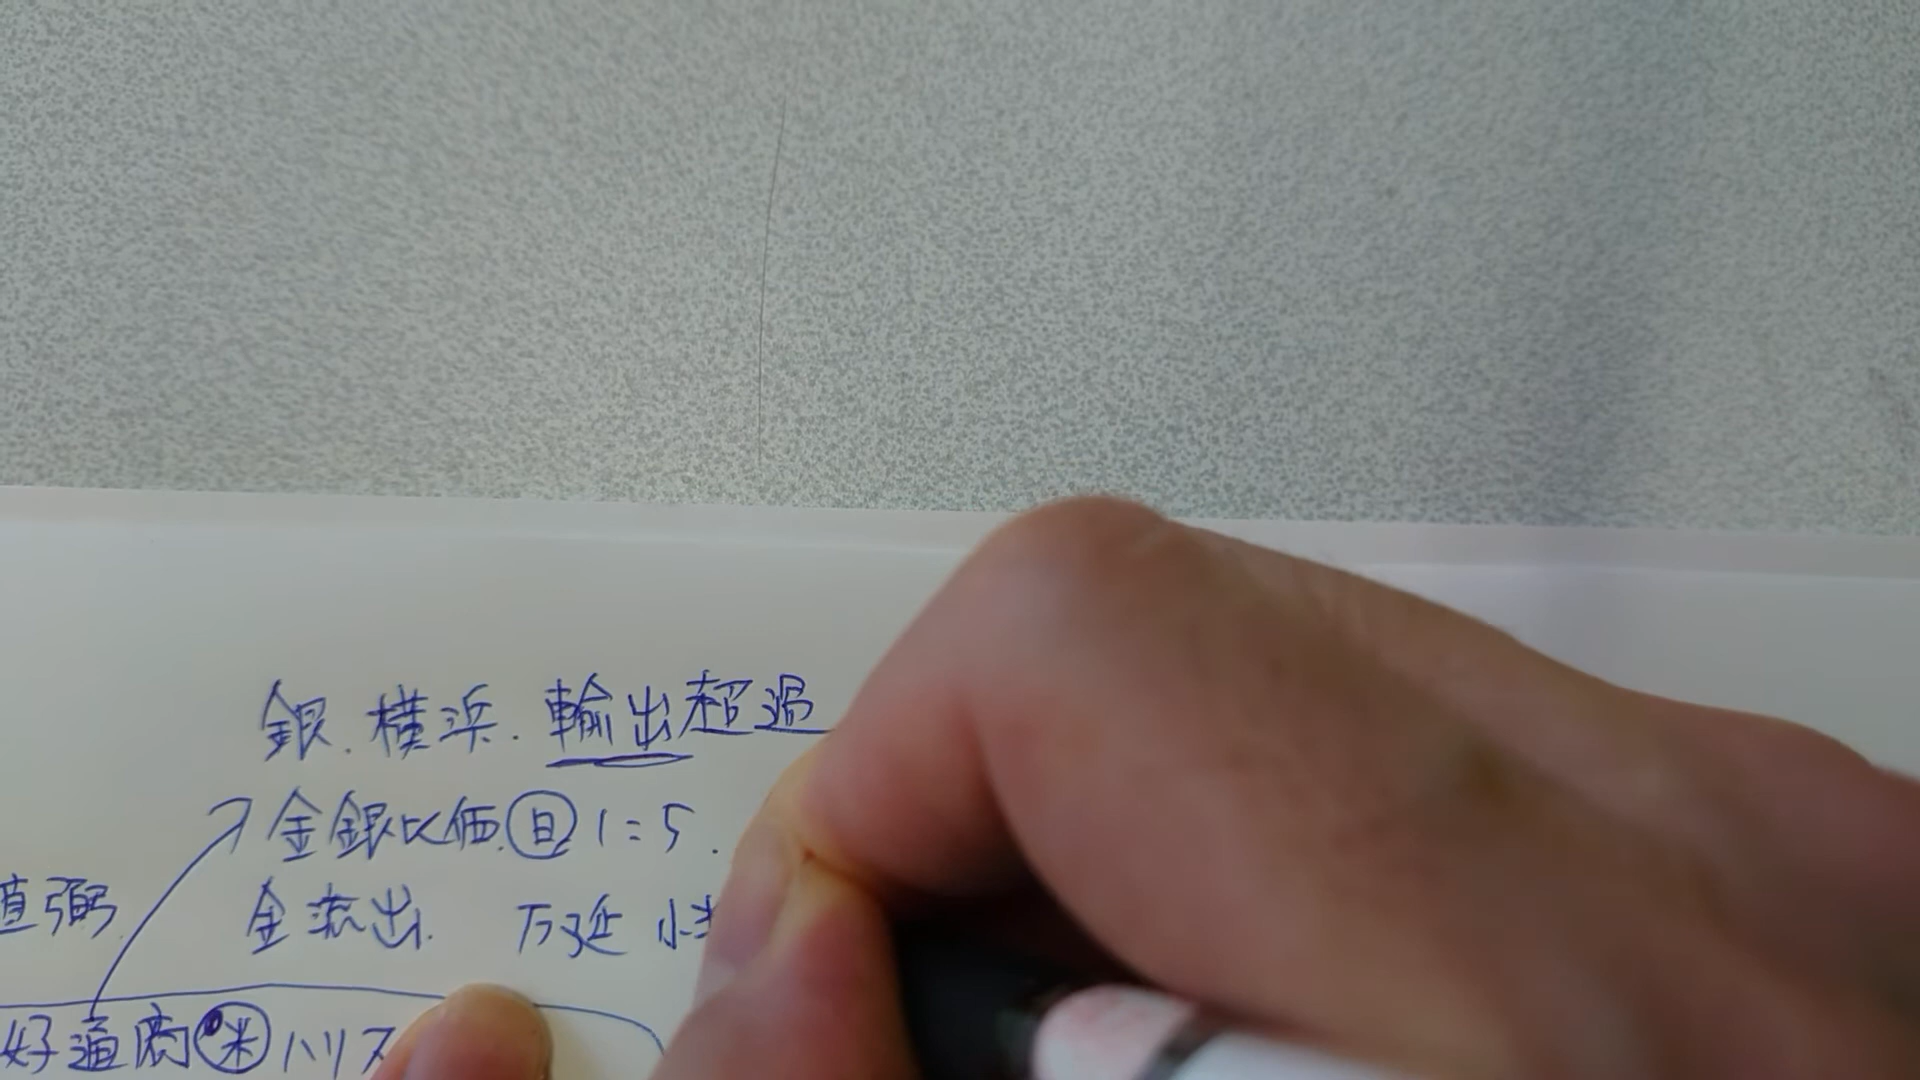 銀.横浜.輸出超過
金銀比価.日 1:5.
直弼.
金流出. 万延 小
好通商 米 ハリス